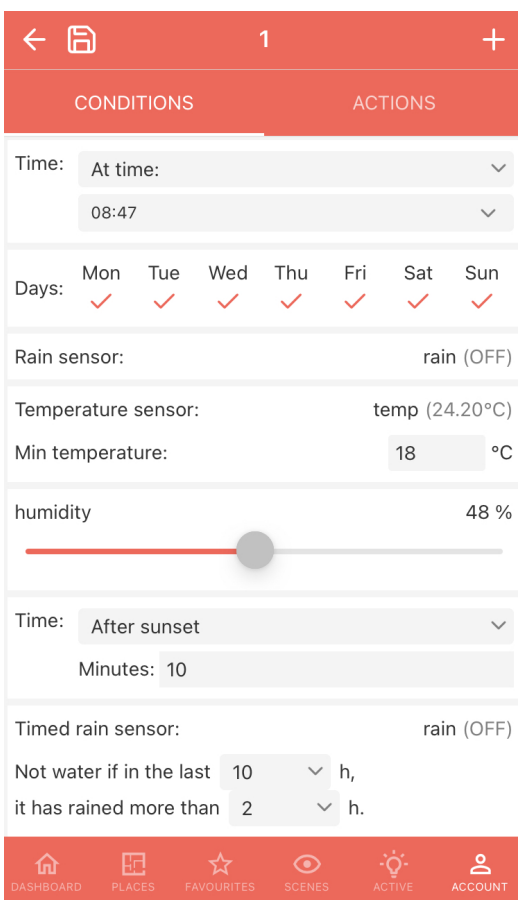 1
CONDITIONS ACTIONS
Time: At time:
08:47
Mon Tue Wed Thu Fri Sat Sun
Days:
Rain sensor: rain (OFF)
Temperature sensor: temp (24.20°C)
Min temperature: 18 °C
humidity 48 %
Time: After sunset
Minutes: 10
Timed rain sensor: rain (OFF)
Not water if in the last 10 h,
it has rained more than 2 h.
DASHBOARD PLACES FAVOURITES SCENES ACTIVE ACCOUNT